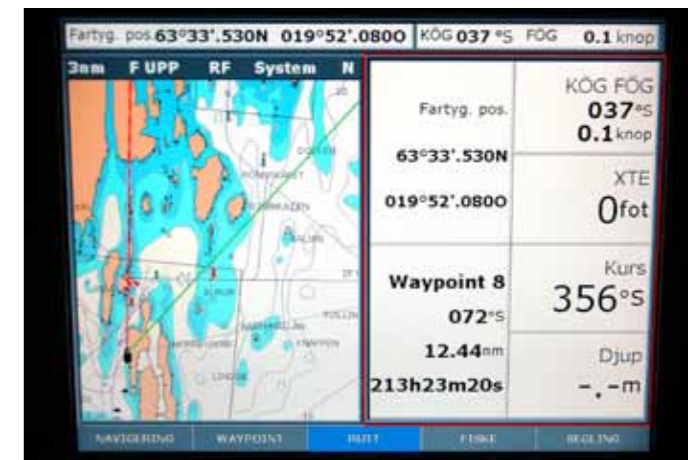 Fartyg. pos. 63°33'.530N 019°52'.080O KÖG 037 °S FÖG 0.1 knop
3nm F UPP RF System N
Fartyg. pos.
63°33'.530N
019°52'.080O
Waypoint 8
072°S
12.44nm
213h23m20s
KÖG FÖG
037°S
0.1knop
XTE
0fot
Kurs
356°S
Djup
-.-m
NAVIGERING WAYPOINT RUTT FISKE SEGLING